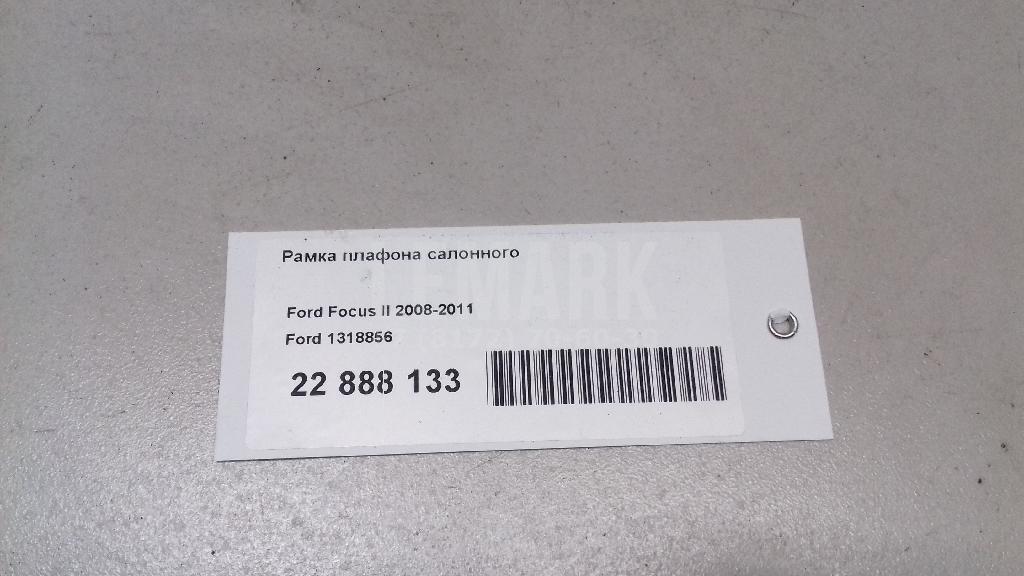 Рамка плафона салонного
Ford Focus II 2008-2011
Ford 1318856
22 888 133